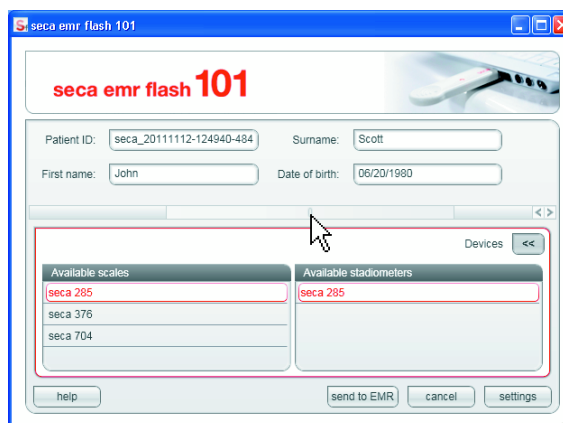 seca emr flash 101
seca emr flash 101
Patient ID: seca_20111112-124940-484 Surname: Scott
First name: John Date of birth: 06/20/1980
Devices <<
Available scales Available stadiometers
seca 285 seca 285
seca 376
seca 704
help send to EMR cancel settings